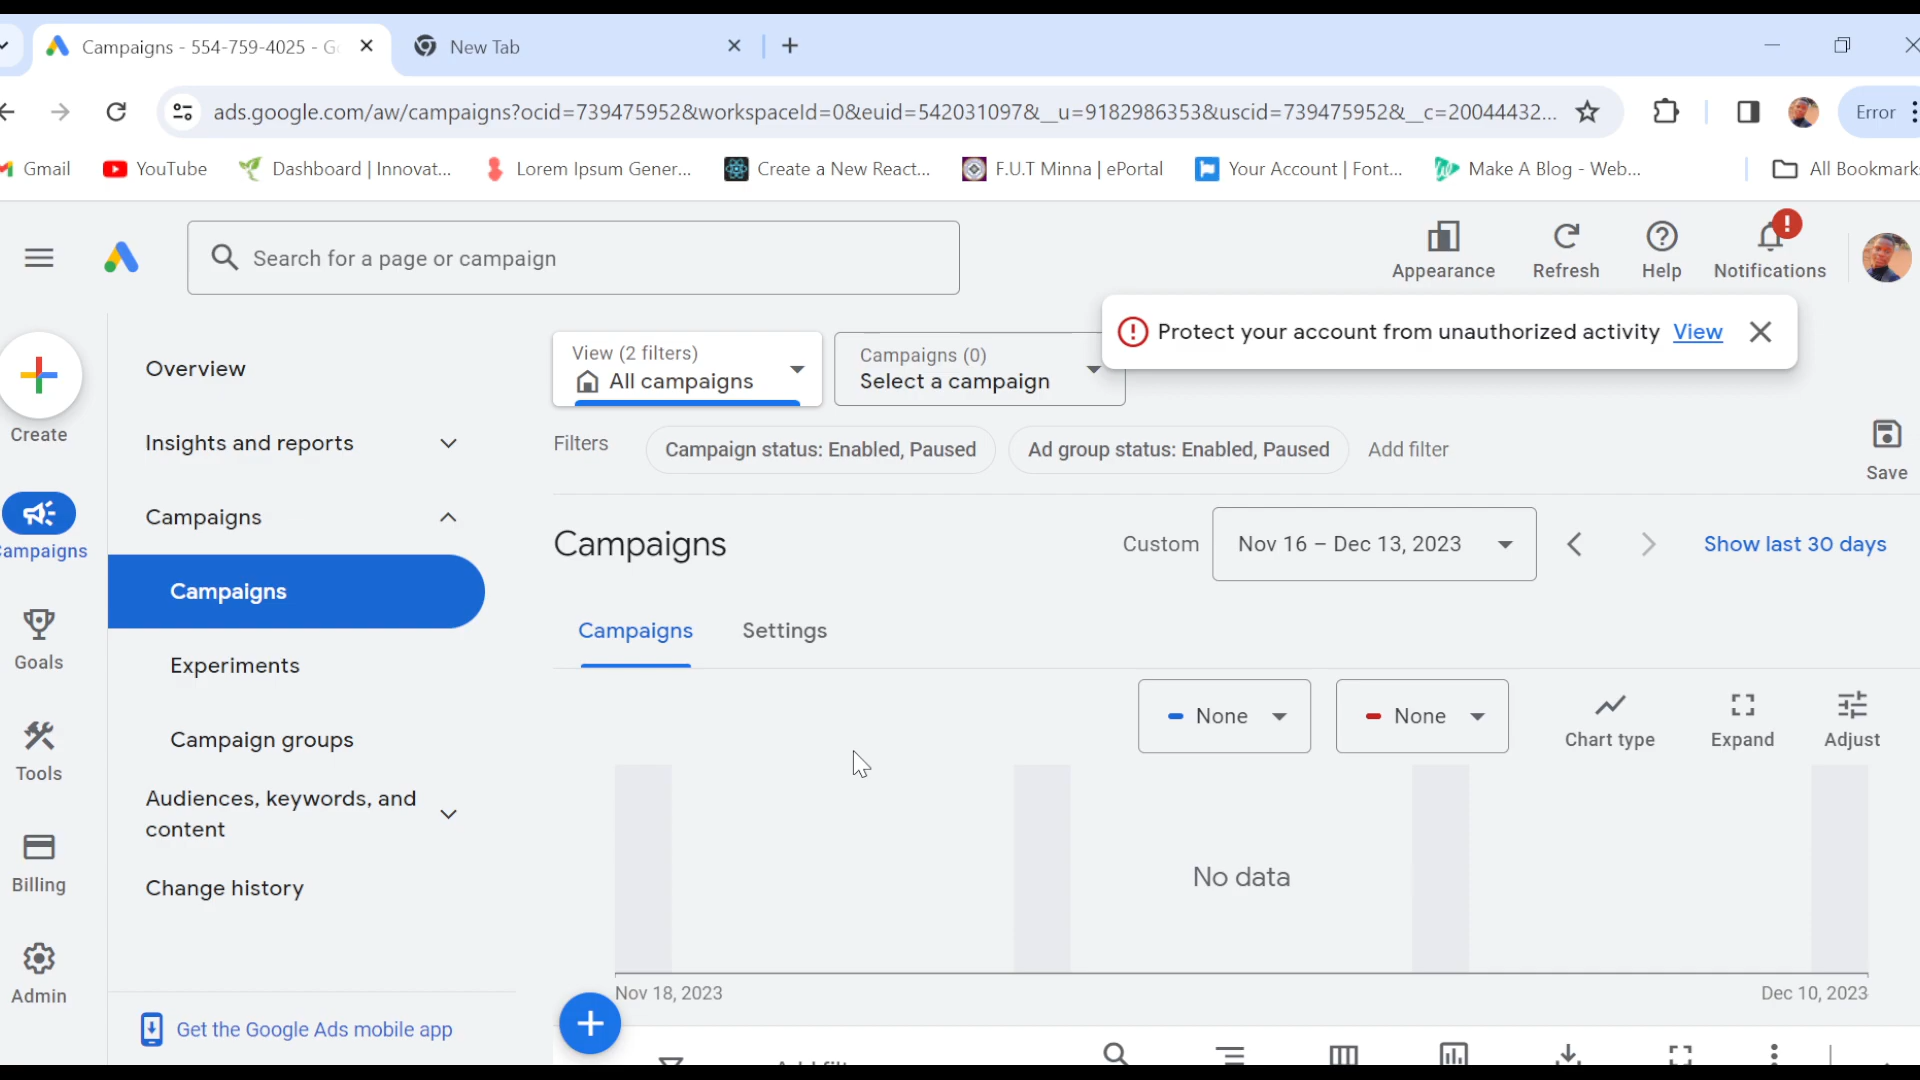 Campaigns - 554-759-4025 - G
New Tab
ads.google.com/aw/campaigns?ocid=739475952&workspaceId=0&euid=542031097&__u=9182986353&uscid=739475952&__c=20044432...
Error
Gmail
YouTube
Dashboard | Innovat...
Lorem Ipsum Gener...
Create a New React...
F.U.T Minna | ePortal
Your Account | Font...
Make A Blog - Web...
All Bookmark
Search for a page or campaign
Appearance
Refresh
Help
Notifications
Protect your account from unauthorized activity View
Create
Campaigns
Goals
Tools
Billing
Admin
Overview
Insights and reports
Campaigns
Campaigns
Experiments
Campaign groups
Audiences, keywords, and
content
Change history
Get the Google Ads mobile app
View (2 filters)
All campaigns
Campaigns (0)
Select a campaign
Filters
Campaign status: Enabled, Paused
Ad group status: Enabled, Paused
Add filter
Save
Campaigns
Custom
Nov 16 – Dec 13, 2023
Show last 30 days
Campaigns
Settings
None
None
Chart type
Expand
Adjust
No data
Nov 18, 2023
Dec 10, 2023